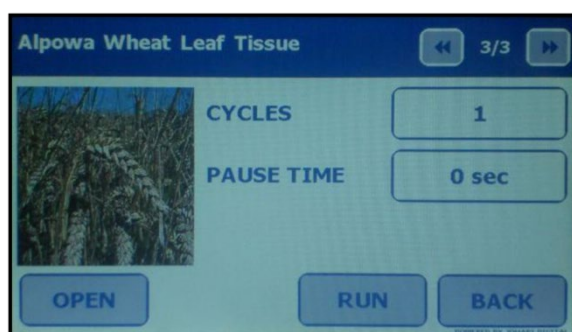 Alpowa Wheat Leaf Tissue
3/3
CYCLES
1
PAUSE TIME
0 sec
OPEN
RUN
BACK